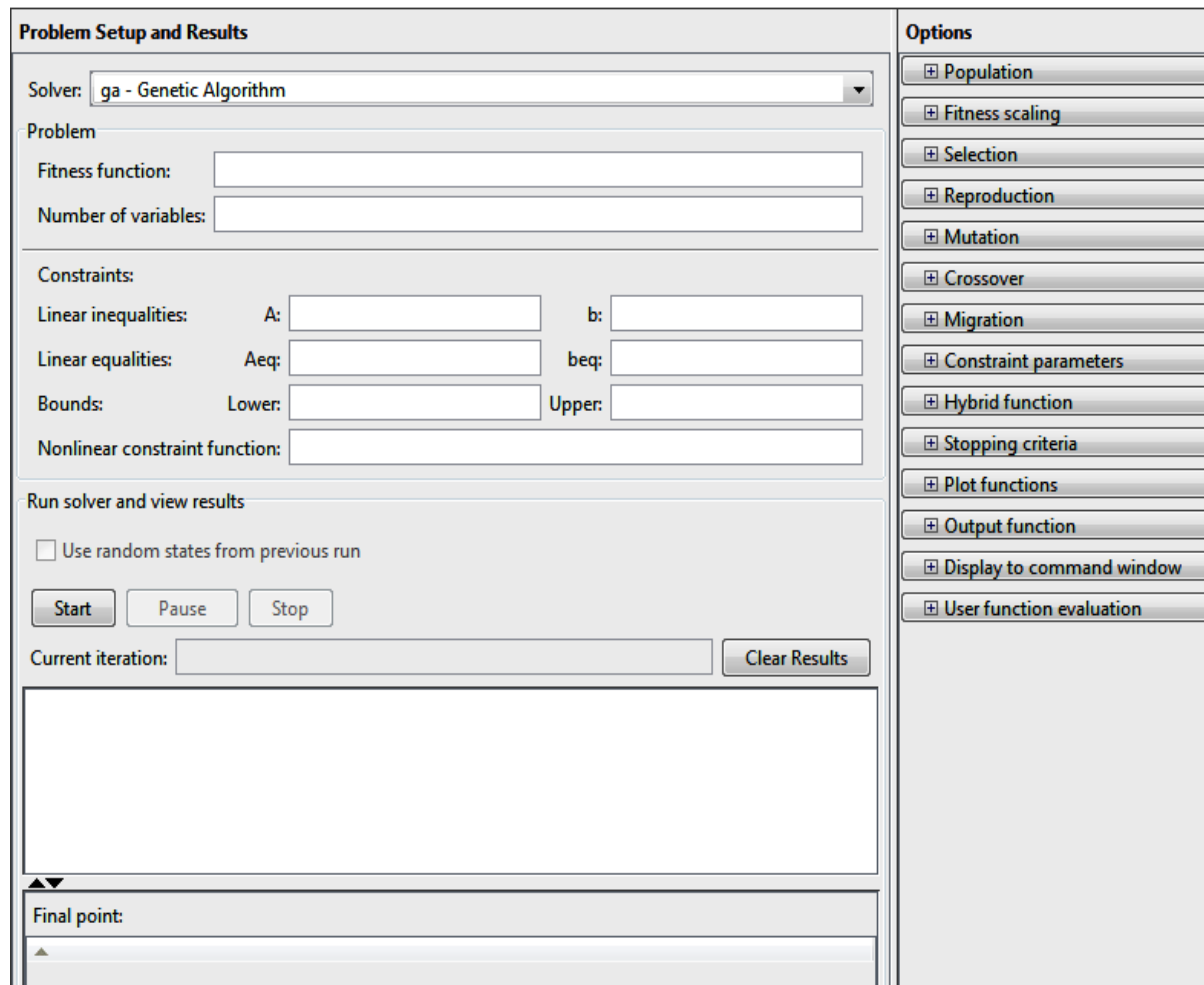 Problem Setup and Results
Solver: ga - Genetic Algorithm
Problem
Fitness function:
Number of variables:
Constraints:
Linear inequalities: A: b:
Linear equalities: Aeq: beq:
Bounds: Lower: Upper:
Nonlinear constraint function:
Run solver and view results
Use random states from previous run
Start Pause Stop
Current iteration: Clear Results
Final point:
Options
Population
Fitness scaling
Selection
Reproduction
Mutation
Crossover
Migration
Constraint parameters
Hybrid function
Stopping criteria
Plot functions
Output function
Display to command window
User function evaluation